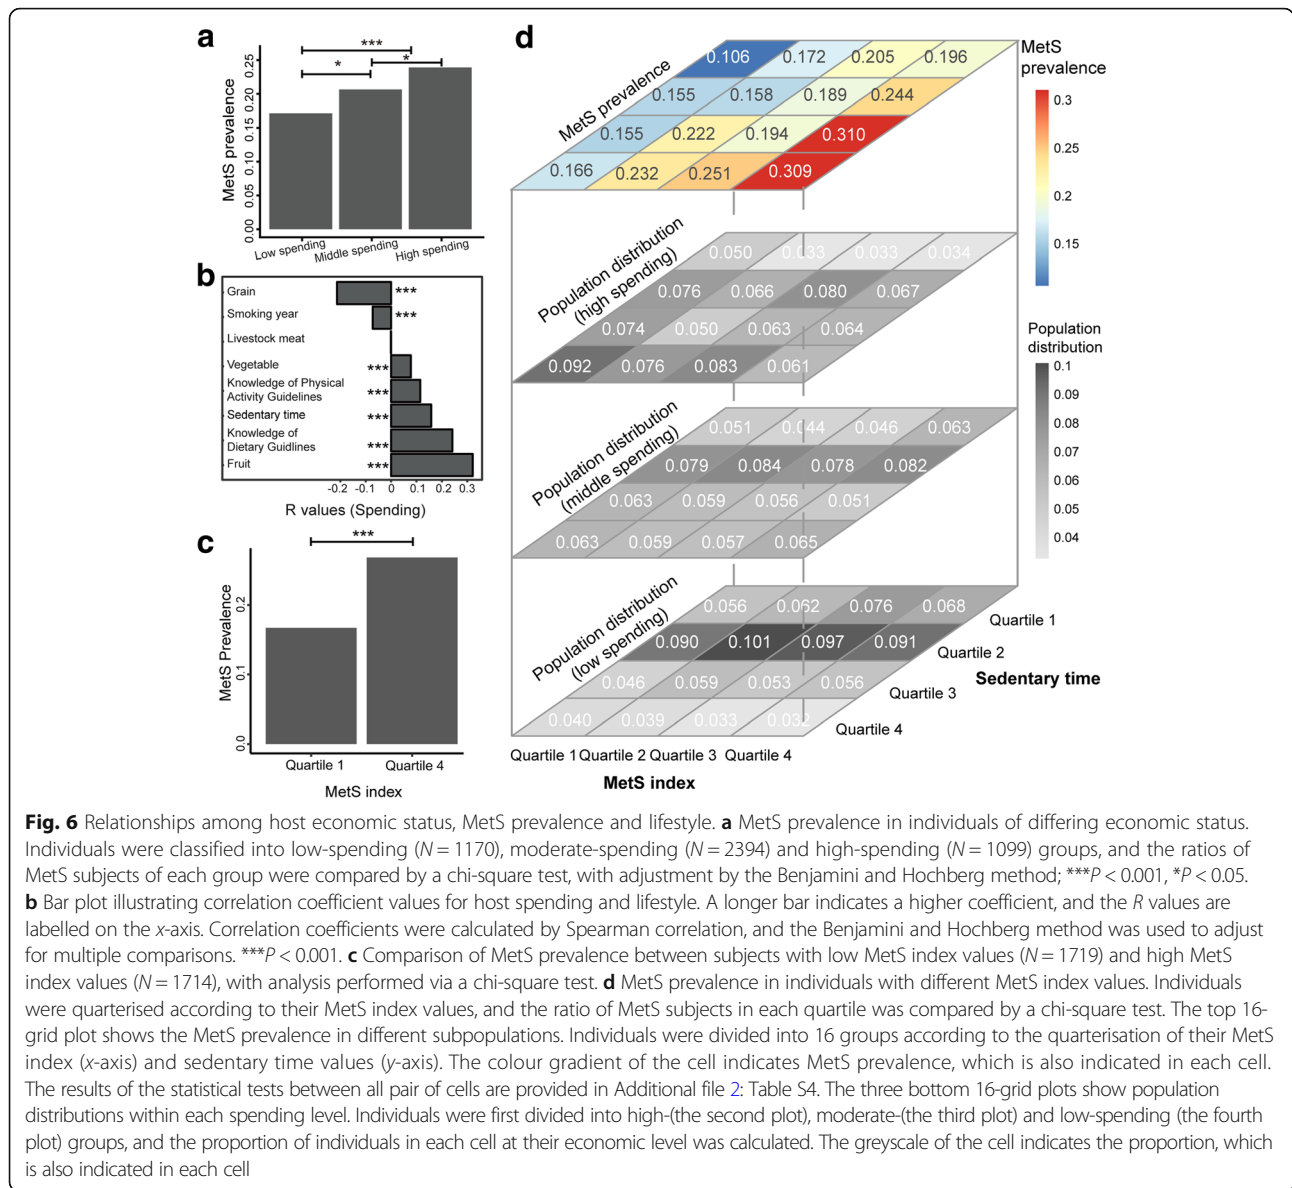 a
***
*
*
MetS prevalence
0.00
0.05
0.10
0.15
0.20
0.25
Low spending
Middle spending
High spending
b
Grain
***
Smoking year
***
Livestock meat
Vegetable
***
Knowledge of Physical
Activity Guidelines
***
Sedentary time
***
Knowledge of
Dietary Guidlines
***
Fruit
***
-0.2 -0.1 0 0.1 0.2 0.3
R values (Spending)
c
***
MetS Prevalence
0.0
0.1
0.2
Quartile 1
Quartile 4
MetS index
d
MetS prevalence
0.106 0.172 0.205 0.196
0.155 0.158 0.189 0.244
0.155 0.222 0.194 0.310
0.166 0.232 0.251 0.309
Population distribution
(high spending)
0.050 0.033 0.033 0.034
0.076 0.066 0.080 0.067
0.074 0.050 0.063 0.064
0.092 0.076 0.083 0.061
Population distribution
(middle spending)
0.051 0.044 0.046 0.063
0.079 0.084 0.078 0.082
0.063 0.059 0.056 0.051
0.063 0.059 0.057 0.065
Population distribution
(low spending)
0.056 0.062 0.076 0.068
0.090 0.101 0.097 0.091
0.046 0.059 0.053 0.056
0.040 0.039 0.033 0.032
Quartile 1
Quartile 2
Quartile 3
Quartile 4
Sedentary time
Quartile 1 Quartile 2 Quartile 3 Quartile 4
MetS index
MetS
prevalence
0.3
0.25
0.2
0.15
Population
distribution
0.1
0.09
0.08
0.07
0.06
0.05
0.04
Fig. 6 Relationships among host economic status, MetS prevalence and lifestyle. a MetS prevalence in individuals of differing economic status.
Individuals were classified into low-spending (N = 1170), moderate-spending (N = 2394) and high-spending (N = 1099) groups, and the ratios of
MetS subjects of each group were compared by a chi-square test, with adjustment by the Benjamini and Hochberg method; ***P < 0.001, *P < 0.05.
b Bar plot illustrating correlation coefficient values for host spending and lifestyle. A longer bar indicates a higher coefficient, and the R values are
labelled on the x-axis. Correlation coefficients were calculated by Spearman correlation, and the Benjamini and Hochberg method was used to adjust
for multiple comparisons. ***P < 0.001. c Comparison of MetS prevalence between subjects with low MetS index values (N = 1719) and high MetS
index values (N = 1714), with analysis performed via a chi-square test. d MetS prevalence in individuals with different MetS index values. Individuals
were quarterised according to their MetS index values, and the ratio of MetS subjects in each quartile was compared by a chi-square test. The top 16-
grid plot shows the MetS prevalence in different subpopulations. Individuals were divided into 16 groups according to the quarterisation of their MetS
index (x-axis) and sedentary time values (y-axis). The colour gradient of the cell indicates MetS prevalence, which is also indicated in each cell.
The results of the statistical tests between all pair of cells are provided in Additional file 2: Table S4. The three bottom 16-grid plots show population
distributions within each spending level. Individuals were first divided into high-(the second plot), moderate-(the third plot) and low-spending (the fourth
plot) groups, and the proportion of individuals in each cell at their economic level was calculated. The greyscale of the cell indicates the proportion, which
is also indicated in each cell